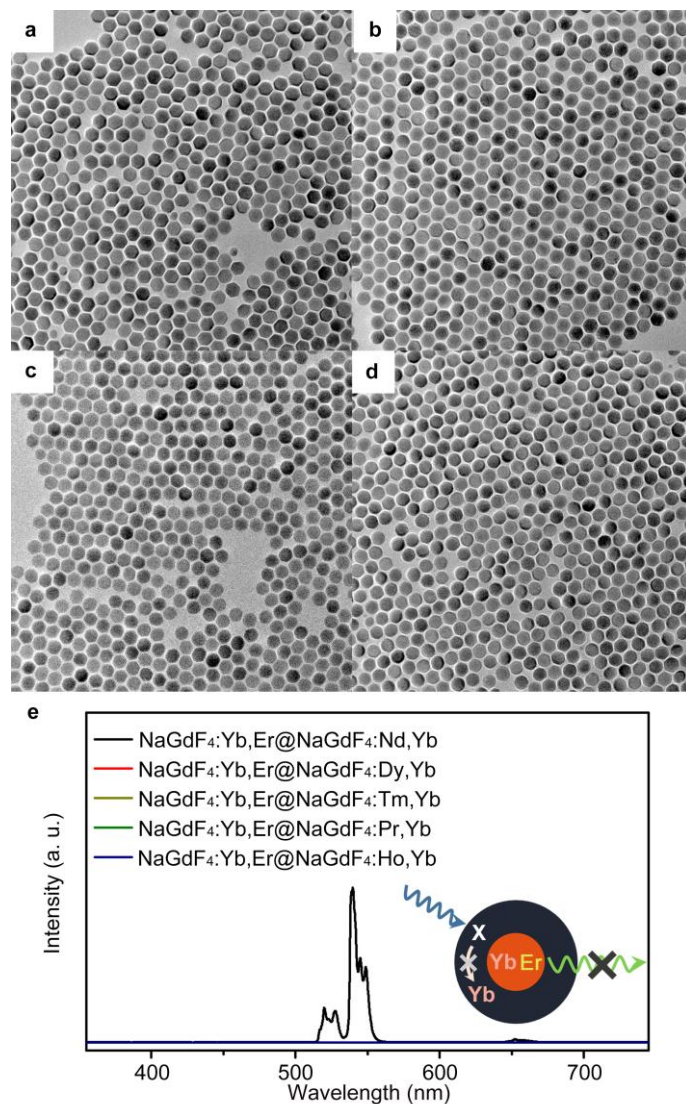 a
b
c
d
e
NaGdF₄:Yb,Er@NaGdF₄:Nd,Yb
NaGdF₄:Yb,Er@NaGdF₄:Dy,Yb
NaGdF₄:Yb,Er@NaGdF₄:Tm,Yb
NaGdF₄:Yb,Er@NaGdF₄:Pr,Yb
NaGdF₄:Yb,Er@NaGdF₄:Ho,Yb
Intensity (a. u.)
X
Yb Er
Yb
400 500 600 700
Wavelength (nm)